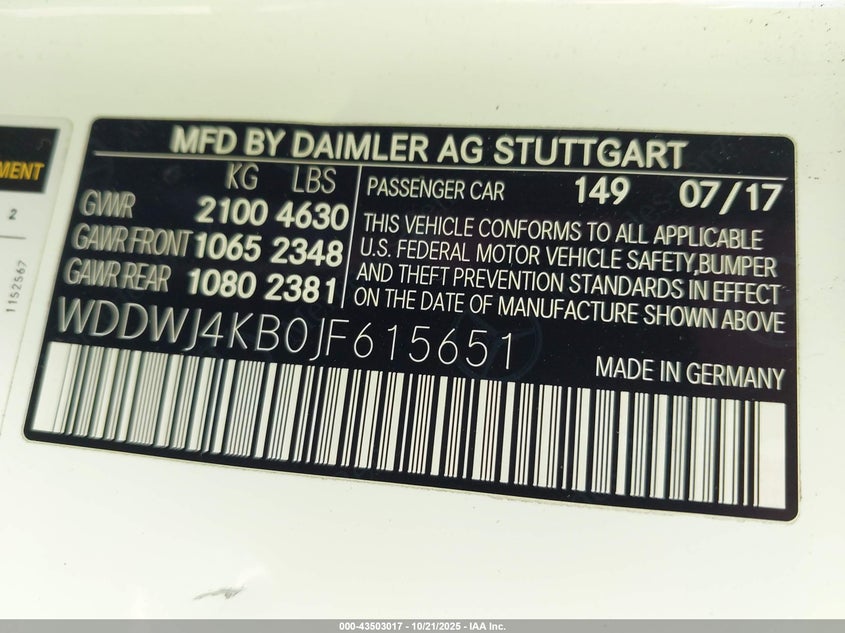 MENT
2
1152567
MFD BY DAIMLER AG STUTTGART
KG LBS
GVWR 2100 4630
GAWR FRONT 1065 2348
GAWR REAR 1080 2381
PASSENGER CAR 149 07/17
THIS VEHICLE CONFORMS TO ALL APPLICABLE
U.S. FEDERAL MOTOR VEHICLE SAFETY,BUMPER
AND THEFT PREVENTION STANDARDS IN EFFECT
ON THE DATE OF MANUFACTURE SHOWN ABOVE
WDDWJ4KB0JF615651
MADE IN GERMANY
000-43503017 - 10/21/2025 - IAA Inc.